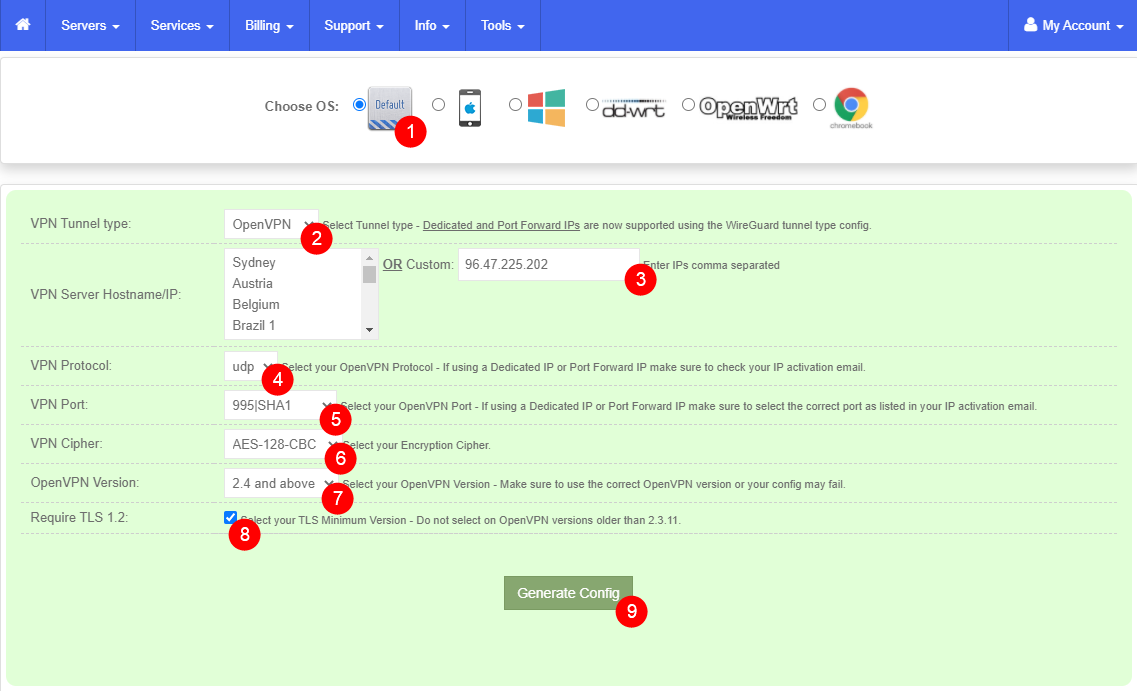 Servers Services Billing Support Info Tools My Account
Choose OS: Default dd-wrt OpenWrt
Wireless Freedom
chromebook
1
VPN Tunnel type: OpenVPN Select Tunnel type - Dedicated and Port Forward IPs are now supported using the WireGuard tunnel type config.
2
VPN Server Hostname/IP:
Sydney
Austria
Belgium
Brazil 1
OR Custom: 96.47.225.202 Enter IPs comma separated
3
VPN Protocol: udp Select your OpenVPN Protocol - If using a Dedicated IP or Port Forward IP make sure to check your IP activation email.
4
VPN Port: 995|SHA1 Select your OpenVPN Port - If using a Dedicated IP or Port Forward IP make sure to select the correct port as listed in your IP activation email.
5
VPN Cipher: AES-128-CBC Select your Encryption Cipher.
6
OpenVPN Version: 2.4 and above Select your OpenVPN Version - Make sure to use the correct OpenVPN version or your config may fail.
7
Require TLS 1.2: Select your TLS Minimum Version - Do not select on OpenVPN versions older than 2.3.11.
8
Generate Config
9